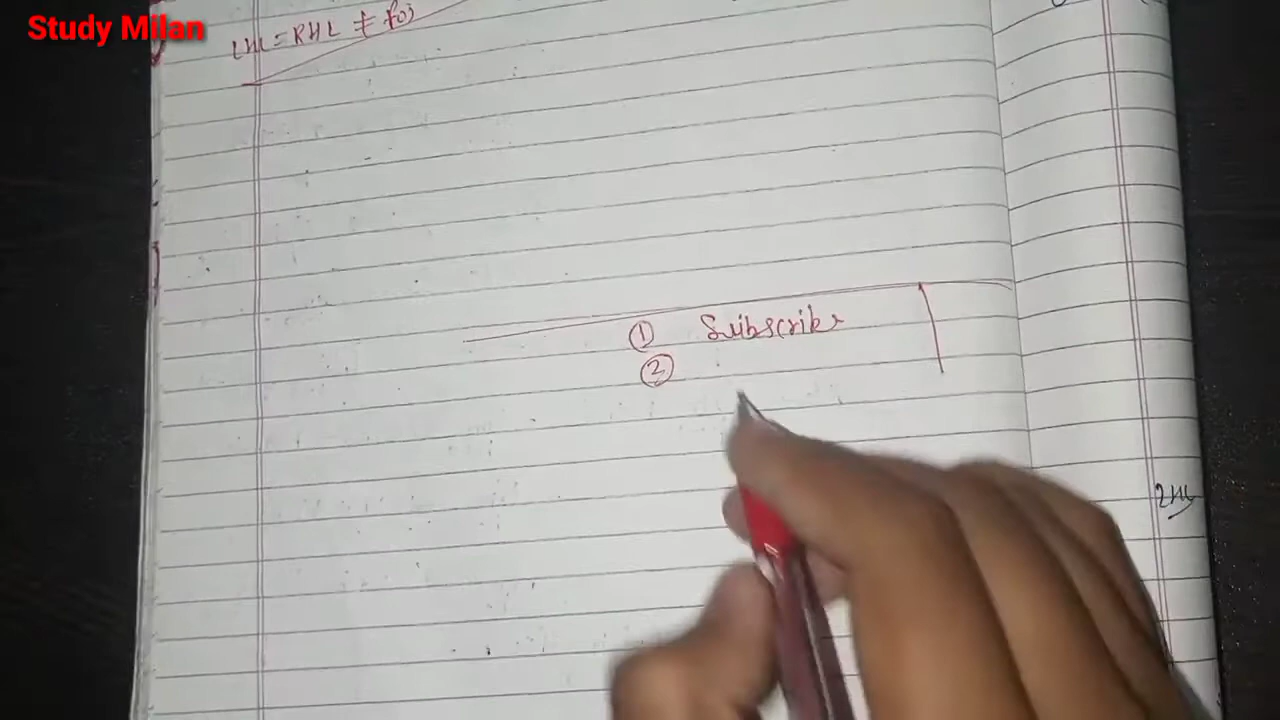 Study Milan
LHL = RHL ≠ f(0)
① Subscribe
②